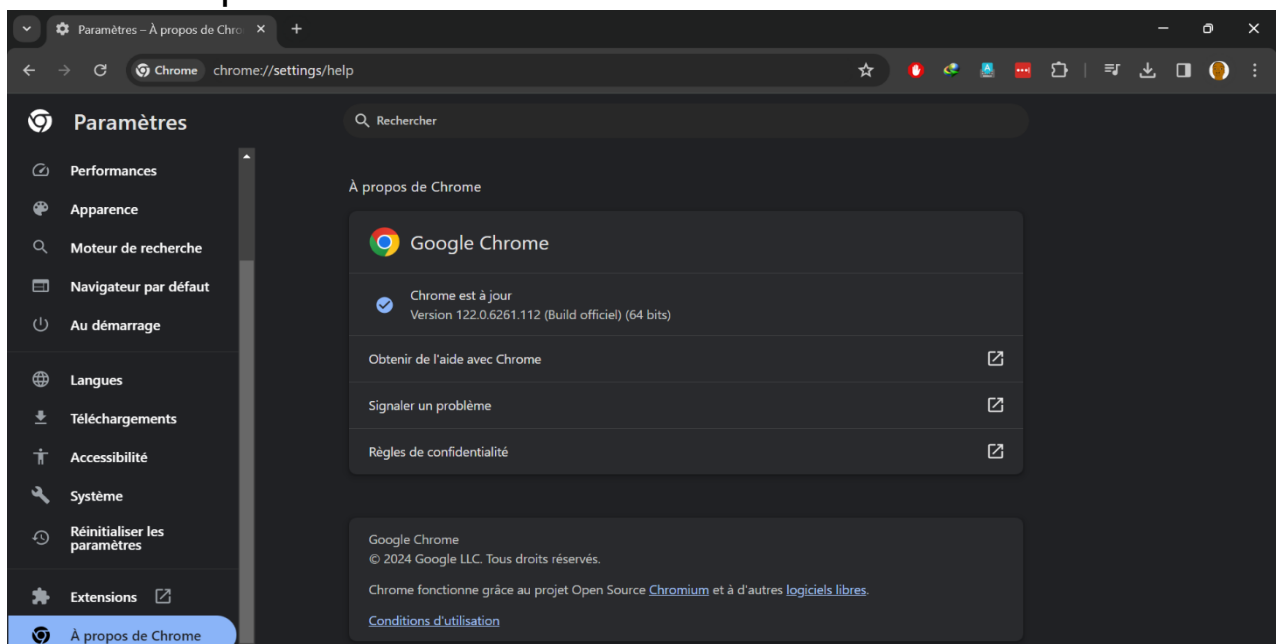 Paramètres – À propos de Chro
Chrome
chrome://settings/help
Paramètres
Rechercher
Performances
Apparence
Moteur de recherche
Navigateur par défaut
Au démarrage
Langues
Téléchargements
Accessibilité
Système
Réinitialiser les
paramètres
Extensions
À propos de Chrome
À propos de Chrome
Google Chrome
Chrome est à jour
Version 122.0.6261.112 (Build officiel) (64 bits)
Obtenir de l'aide avec Chrome
Signaler un problème
Règles de confidentialité
Google Chrome
© 2024 Google LLC. Tous droits réservés.
Chrome fonctionne grâce au projet Open Source Chromium et à d'autres logiciels libres.
Conditions d'utilisation